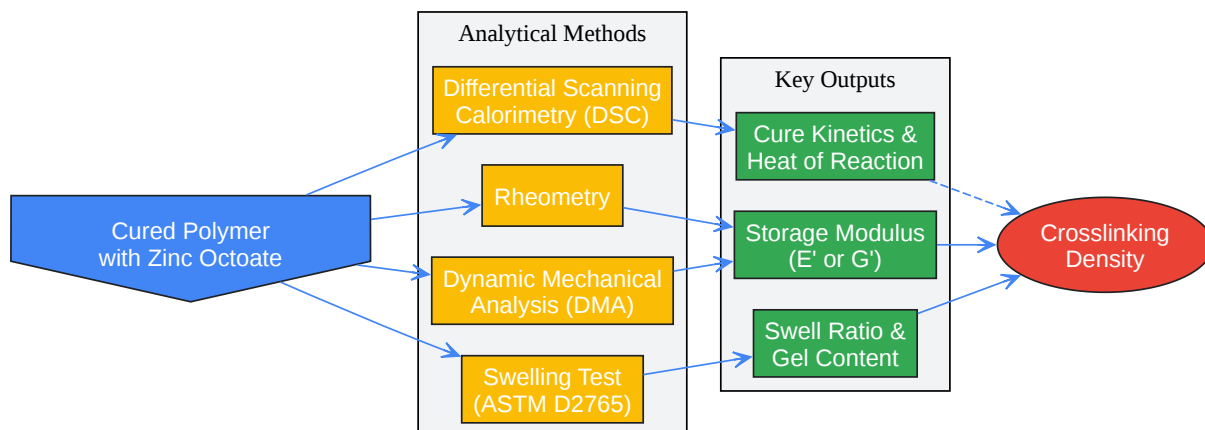 Analytical Methods
Differential Scanning
Calorimetry (DSC)
Rheometry
Dynamic Mechanical
Analysis (DMA)
Swelling Test
(ASTM D2765)
Cured Polymer
with Zinc Octoate
Key Outputs
Cure Kinetics &
Heat of Reaction
Storage Modulus
(E' or G')
Swell Ratio &
Gel Content
Crosslinking
Density